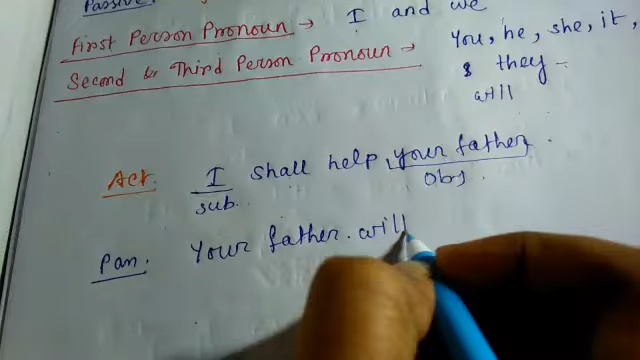 Passive:
First Person Pronoun → I and we
Second & Third Person Pronoun → You, he, she, it,
& they –
will
Act. I shall help your father.
sub. Obj.
Pas. Your father will